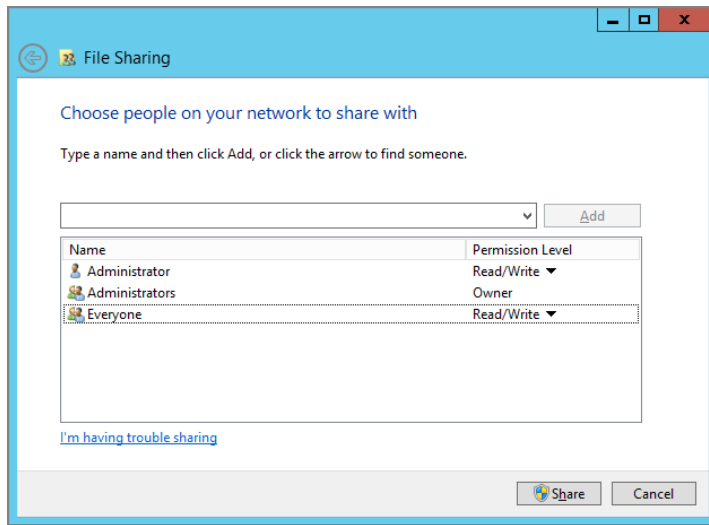 File Sharing
Choose people on your network to share with
Type a name and then click Add, or click the arrow to find someone.
Add
Name Permission Level
Administrator Read/Write
Administrators Owner
Everyone Read/Write
I'm having trouble sharing
Share Cancel